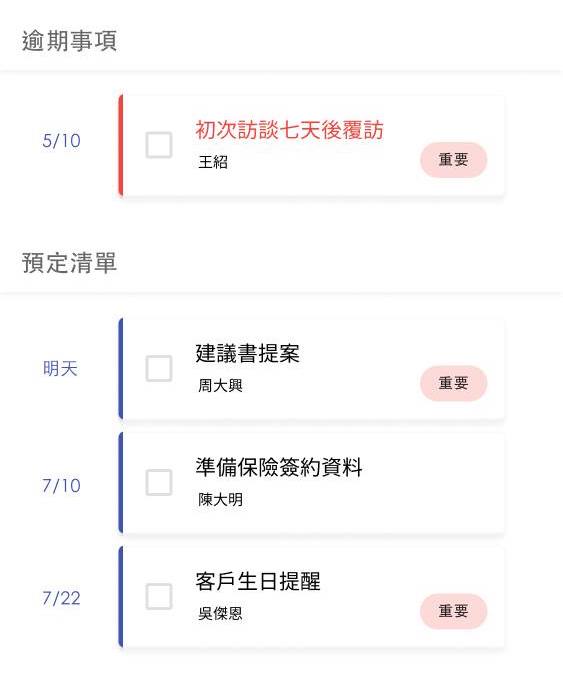 逾期事項
5/10
初次訪談七天後覆訪
王紹
重要
預定清單
明天
建議書提案
周大興
重要
7/10
準備保險簽約資料
陳大明
7/22
客戶生日提醒
吳傑恩
重要